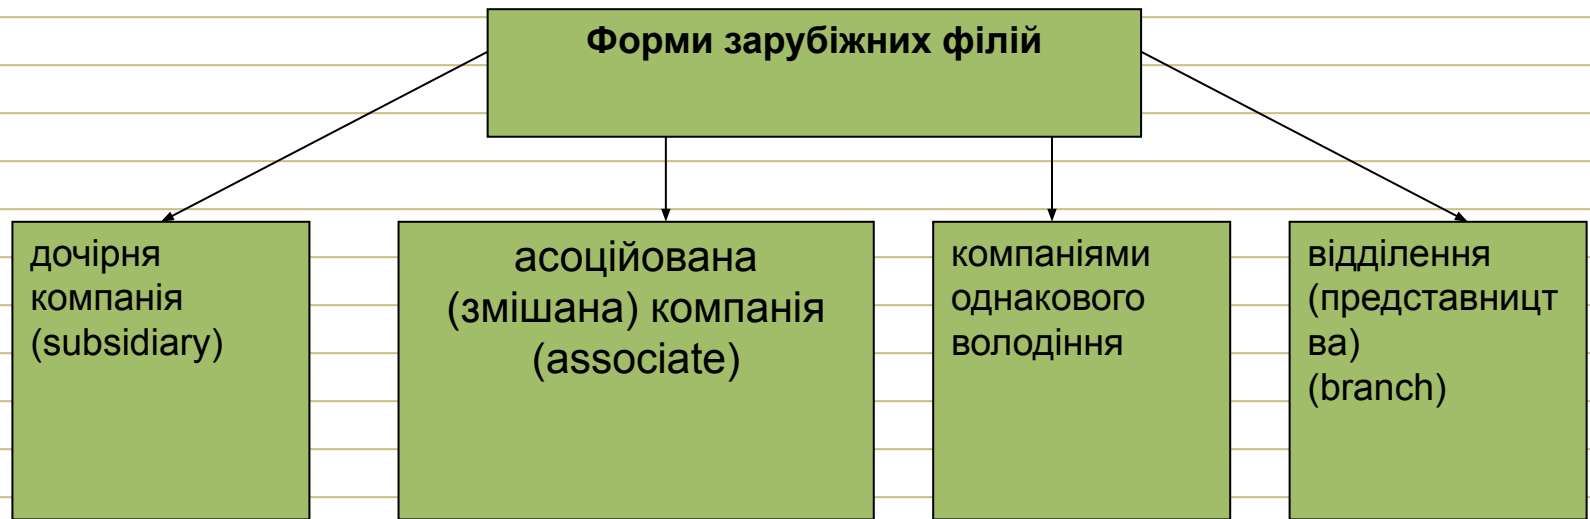 Форми зарубіжних філій
дочірня
компанія
(subsidiary)
асоційована
(змішана) компанія
(associate)
компаніями
однакового
володіння
відділення
(представницт
ва)
(branch)